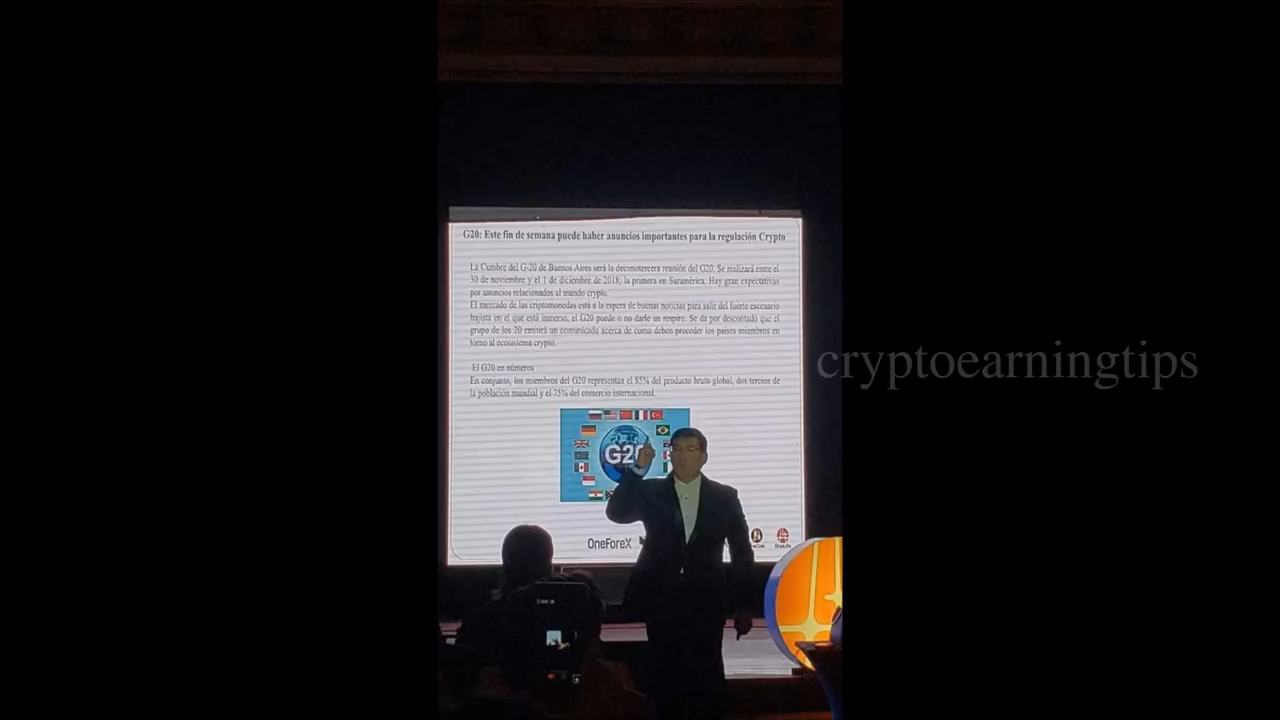 G20: Este fin de semana puede haber anuncios importantes para la regulación Crypto
La Cumbre del G-20 de Buenos Aires será la decimotercera reunión del G20. Se realizará entre el
30 de noviembre y el 1 de diciembre de 2018, la primera en Suramérica. Hay gran expectativas
por anuncios relacionados al mundo crypto.
El mercado de las criptomonedas está a la espera de buenas noticias para salir del fuerte escenario
bajista en el que está inmerso, el G20 puede o no darle un respiro. Se da por descontado que el
grupo de los 20 emitirá un comunicado acerca de como deben proceder los países miembros en
torno al ecosistema crypto.
El G20 en números
En conjunto, los miembros del G20 representan el 85% del producto bruto global, dos tercios de
la población mundial y el 75% del comercio internacional.
G20
OneForeX
OneLife
cryptoearningtips